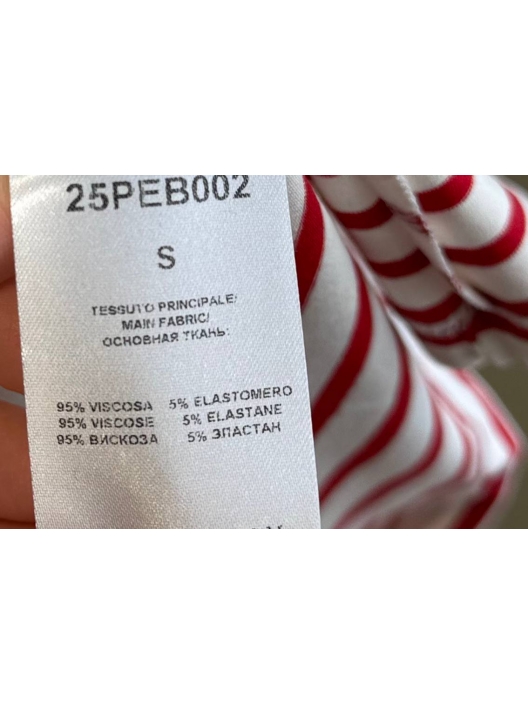 25PEB002
S
TESSUTO PRINCIPALE/
MAIN FABRIC/
ОСНОВНАЯ ТКАНЬ:
95% VISCOSA 5% ELASTOMERO
95% VISCOSE 5% ELASTANE
95% ВИСКОЗА 5% ЭЛАСТАН